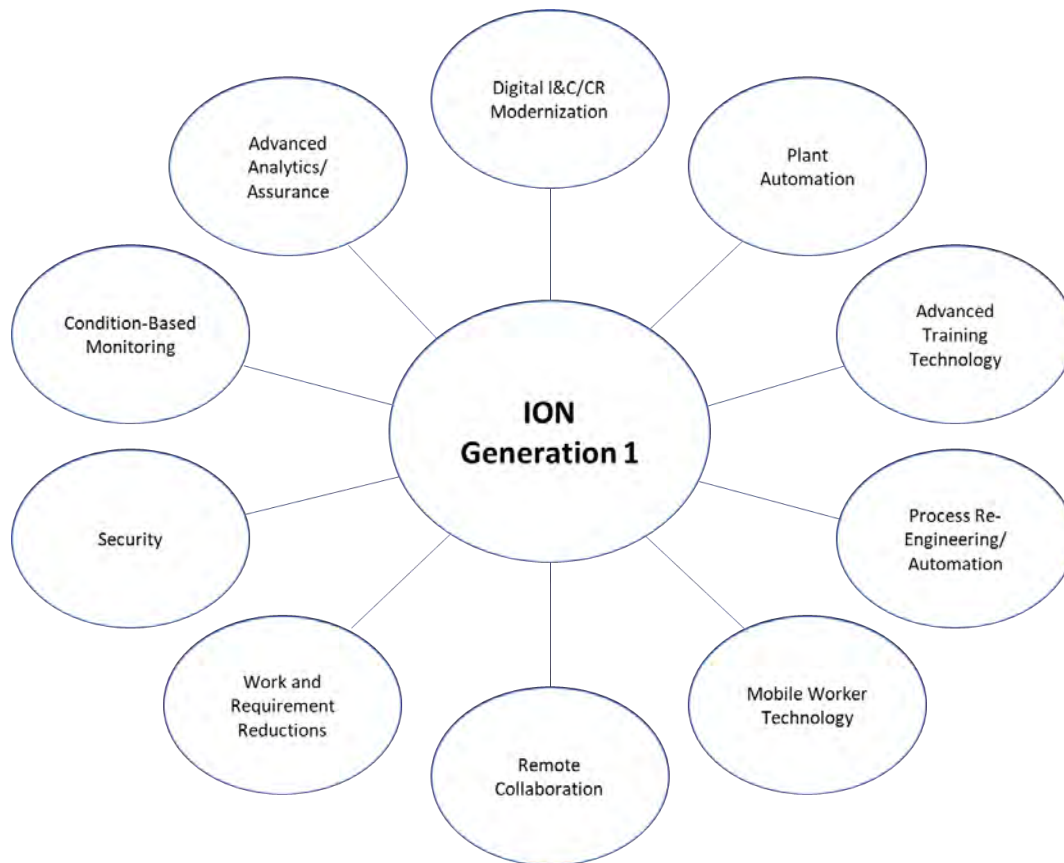 Digital I&C/CR
Modernization
Advanced
Analytics/
Assurance
Plant
Automation
Condition-Based
Monitoring
Advanced
Training
Technology
ION
Generation 1
Security
Process Re-
Engineering/
Automation
Work and
Requirement
Reductions
Mobile Worker
Technology
Remote
Collaboration